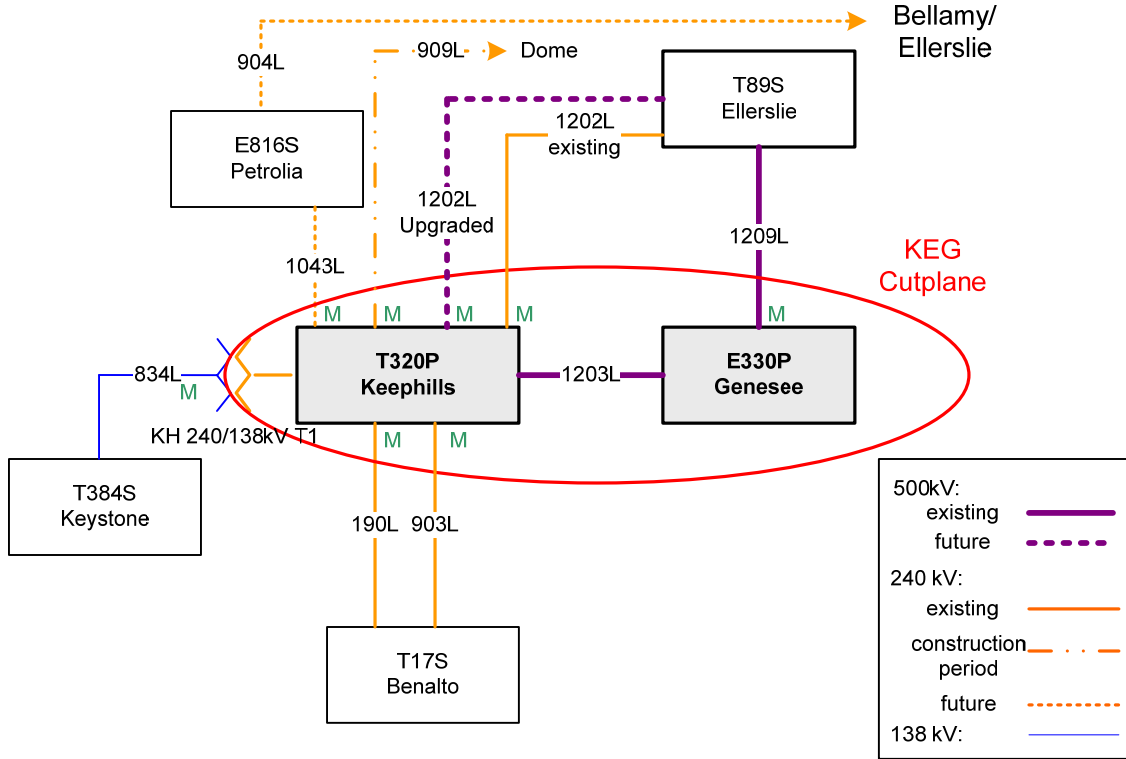 Bellamy/
Ellerslie
909L
Dome
904L
T89S
Ellerslie
1202L
existing
E816S
Petrolia
1202L
Upgraded
1209L
KEG
Cutplane
1043L
M
M
M
M
M
T320P
Keephills
1203L
E330P
Genesee
834L
M
KH 240/138kV T1
M
M
T384S
Keystone
190L
903L
T17S
Benalto
500kV:
existing
future
240 kV:
existing
construction
period
future
138 kV: